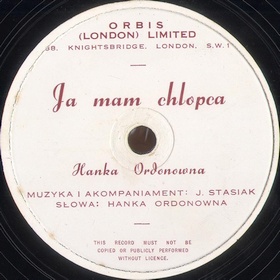 ORBIS
(LONDON) LIMITED
38. KNIGHTSBRIDGE. LONDON. S.W.1
Ja mam chlopca
Hanka Ordonowna
MUZYKA I AKOMPANIAMENT: J. STASIAK
SŁOWA: HANKA ORDONOWNA
THIS RECORD MUST NOT BE
COPIED OR PUBLICLY PERFORMED
WITHOUT LICENCE.